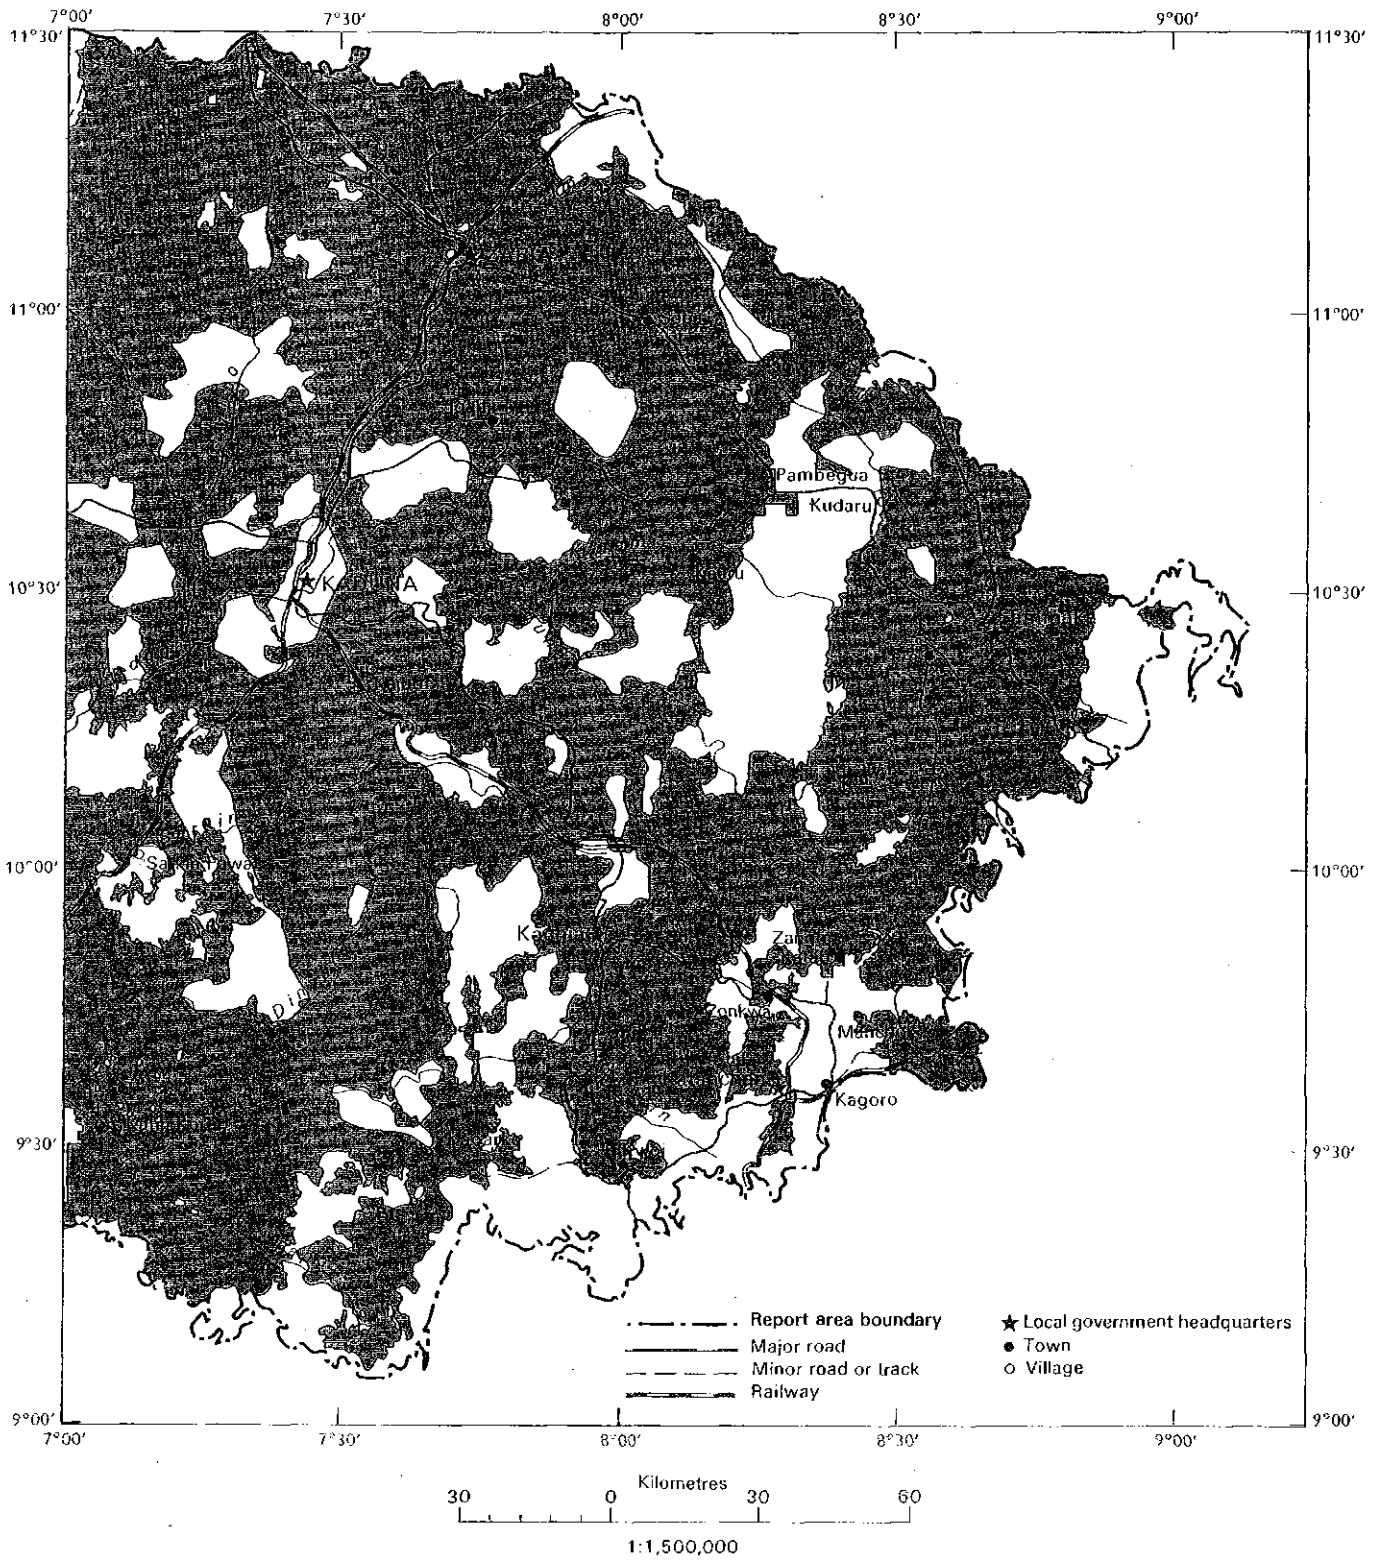 7°00′ 7°30′ 8°00′ 8°30′ 9°00′
11°30′ 11°30′
11°00′ 11°00′
Pambegua
Kudaru
10°30′ 10°30′
10°00′ 10°00′
Zonkwa
Kagoro
9°30′ 9°30′
Report area boundary
Major road
Minor road or track
Railway
Local government headquarters
Town
Village
9°00′ 9°00′
7°00′ 7°30′ 8°00′ 8°30′ 9°00′
Kilometres
30 0 30 60
1:1,500,000